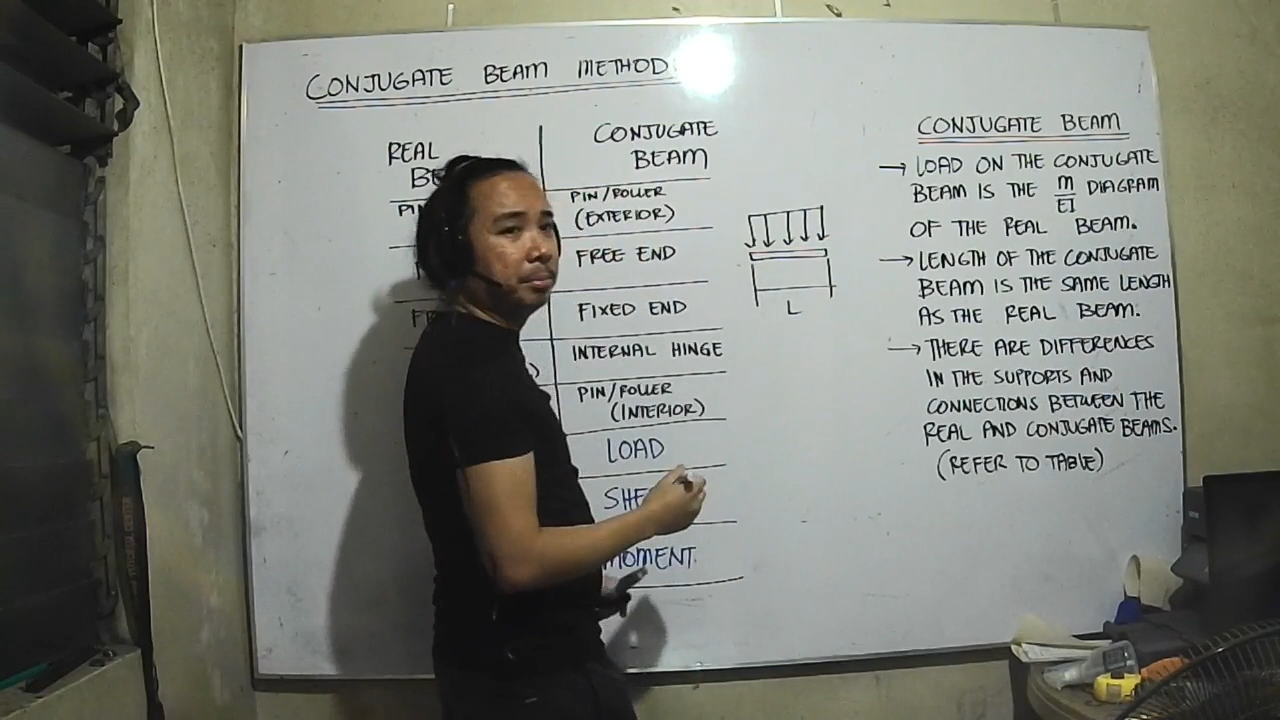 CONJUGATE BEAM METHOD
REAL
BE
CONJUGATE
BEAM
PIN
PIN/ROLLER
(EXTERIOR)
FREE END
FIXED END
INTERNAL HINGE
PIN/ROLLER
(INTERIOR)
LOAD
SHE
MOMENT
L
CONJUGATE BEAM
→ LOAD ON THE CONJUGATE
BEAM IS THE M/EI DIAGRAM
OF THE REAL BEAM.
→ LENGTH OF THE CONJUGATE
BEAM IS THE SAME LENGTH
AS THE REAL BEAM.
→ THERE ARE DIFFERENCES
IN THE SUPPORTS AND
CONNECTIONS BETWEEN THE
REAL AND CONJUGATE BEAMS.
(REFER TO TABLE)